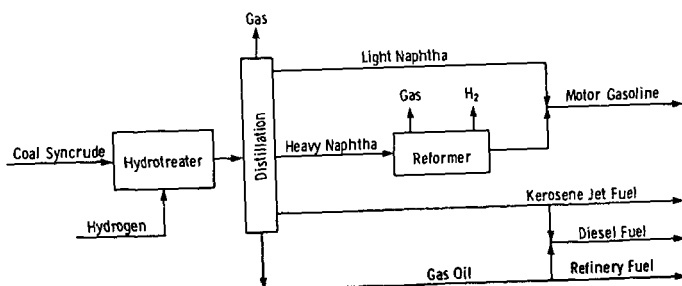 Gas
Light Naphtha
Motor Gasoline
Gas
H₂
Coal Syncrude
Hydrotreater
Distillation
Heavy Naphtha
Reformer
Hydrogen
Kerosene Jet Fuel
Diesel Fuel
Gas Oil
Refinery Fuel